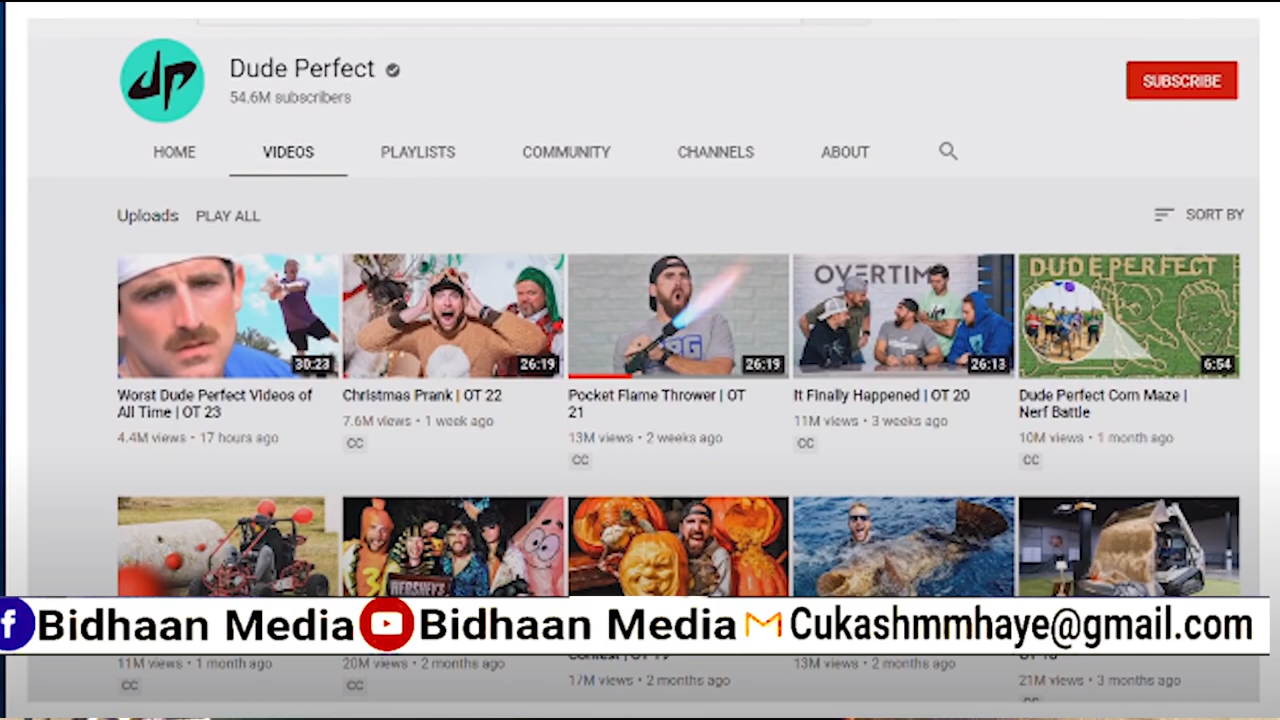 dp
Dude Perfect
54.6M subscribers
SUBSCRIBE
HOME VIDEOS PLAYLISTS COMMUNITY CHANNELS ABOUT
Uploads PLAY ALL SORT BY
OVERTIM
DUDE PERFECT
30:23 26:19 26:19 26:13 6:54
Worst Dude Perfect Videos of
All Time | OT 23
4.4M views • 17 hours ago
Christmas Prank | OT 22
7.6M views • 1 week ago
CC
Pocket Flame Thrower | OT
21
13M views • 2 weeks ago
CC
It Finally Happened | OT 20
11M views • 3 weeks ago
CC
Dude Perfect Corn Maze |
Nerf Battle
10M views • 1 month ago
CC
HERSHEY'S
f Bidhaan Media Bidhaan Media Cukashmmhaye@gmail.com
11M views • 1 month ago
CC
20M views • 2 months ago
CC
17M views • 2 months ago
13M views • 2 months ago
21M views • 3 months ago